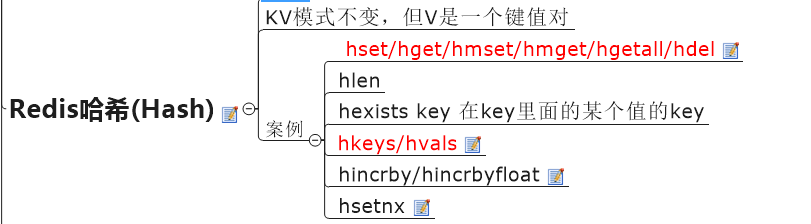 KV模式不变，但V是一个键值对
hset/hget/hmset/hmget/hgetall/hdel
hlen
Redis哈希(Hash)
hexists key 在key里面的某个值的key
案例
hkeys/hvals
hincrby/hincrbyfloat
hsetnx